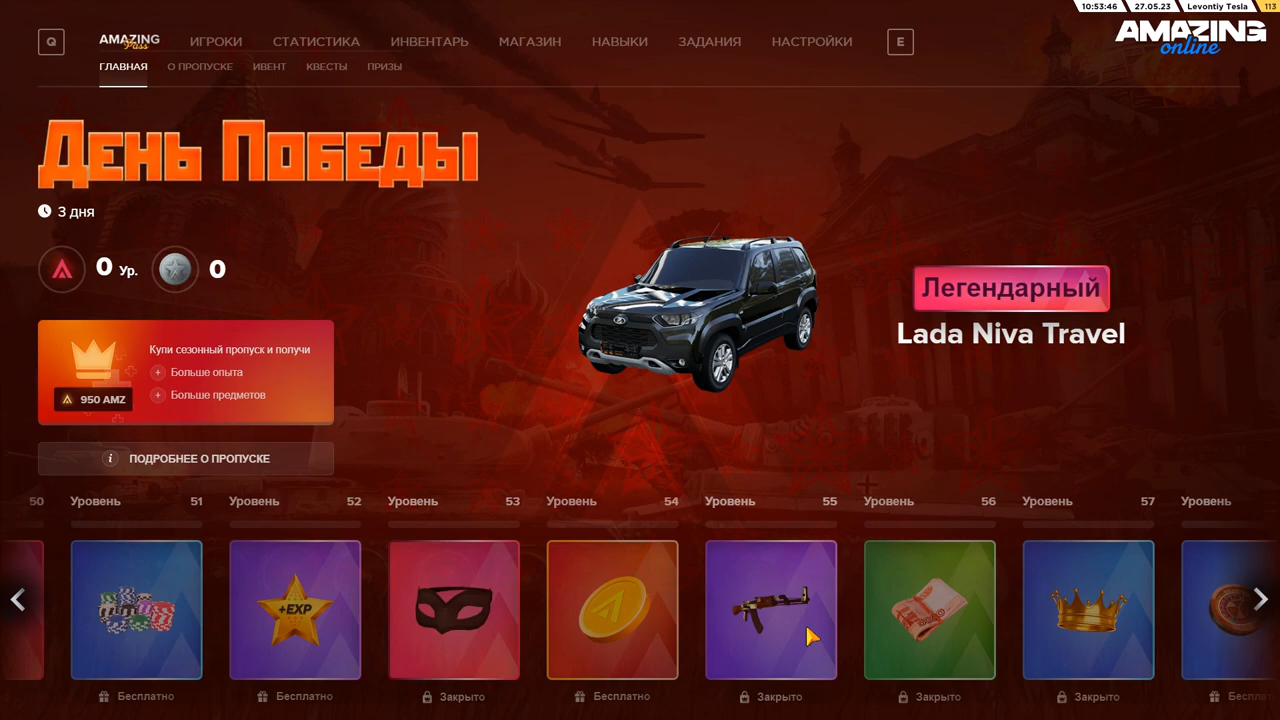 10:53:46 27.05.23 Levontiy Tesla 113
AMAZING
online
Q
AMAZING
Pass
ИГРОКИ СТАТИСТИКА ИНВЕНТАРЬ МАГАЗИН НАВЫКИ ЗАДАНИЯ НАСТРОЙКИ E
ГЛАВНАЯ О ПРОПУСКЕ ИВЕНТ КВЕСТЫ ПРИЗЫ
День Победы
3 дня
0 Ур. 0
Купи сезонный пропуск и получи
+ Больше опыта
+ Больше предметов
950 AMZ
Легендарный
Lada Niva Travel
i ПОДРОБНЕЕ О ПРОПУСКЕ
50 Уровень 51 Уровень 52 Уровень 53 Уровень 54 Уровень 55 Уровень 56 Уровень 57 Уровень
+EXP
Бесплатно Бесплатно Закрыто Бесплатно Закрыто Закрыто Закрыто